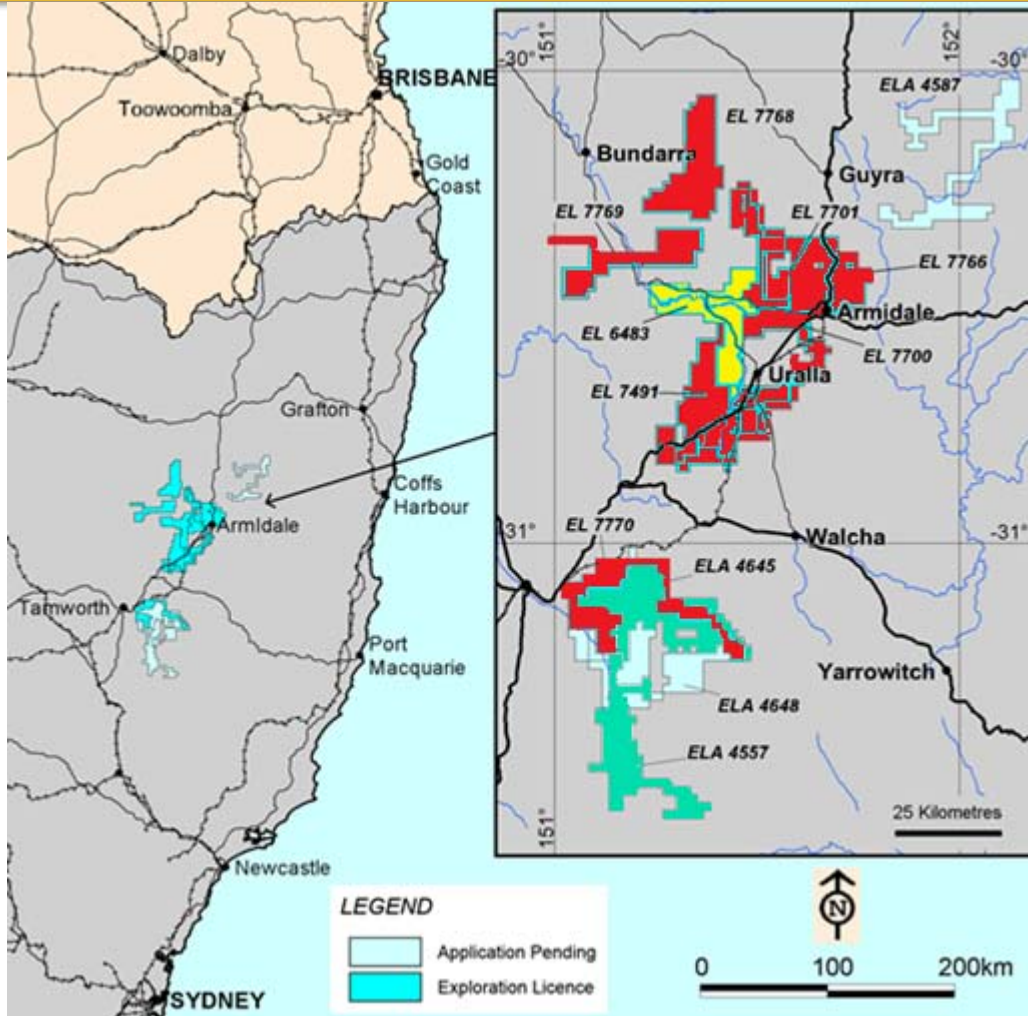 Dalby
BRISBANE
Toowoomba
Gold
Coast
Grafton
Coffs
Harbour
Armidale
Tamworth
Port
Macquarie
Newcastle
SYDNEY
151°
152°
-30°
-30°
ELA 4587
EL 7768
Bundarra
Guyra
EL 7769
EL 7701
EL 7766
Armidale
EL 6483
EL 7700
Uralla
EL 7491
-31°
-31°
EL 7770
Walcha
ELA 4645
Yarrowitch
ELA 4648
ELA 4557
25 Kilometres
151°
LEGEND
Application Pending
Exploration Licence
N
0 100 200km